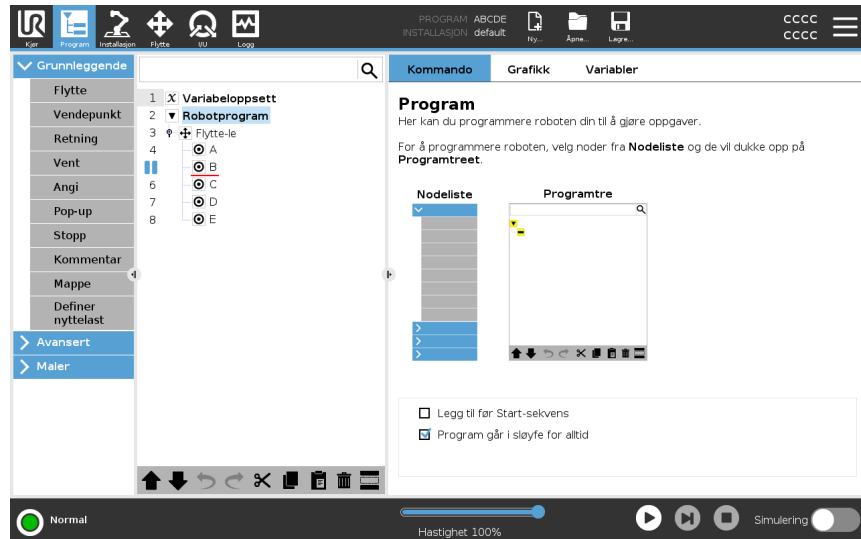 PROGRAM ABCDE
INSTALLASJON default
cccc
cccc
Kjør
Program
Installasjon
Flytte
I/U
Logg
Ny...
Åpne...
Lagre...
Grunnleggende
Flytte
Vendepunkt
Retning
Vent
Angi
Pop-up
Stopp
Kommentar
Mappe
Definer
nyttelast
Avansert
Maler
1 X Variabeloppsett
2 Robotprogram
3 Flytte-le
4 A
B
6 C
7 D
8 E
Kommando Grafikk Variabler
Program
Her kan du programmere roboten din til å gjøre oppgaver.
For å programmere roboten, velg noder fra Nodeliste og de vil dukke opp på
Programtreet.
Nodeliste Programtre
Legg til før Start-sekvens
Program går i sløyfe for alltid
Normal
Hastighet 100%
Simulering